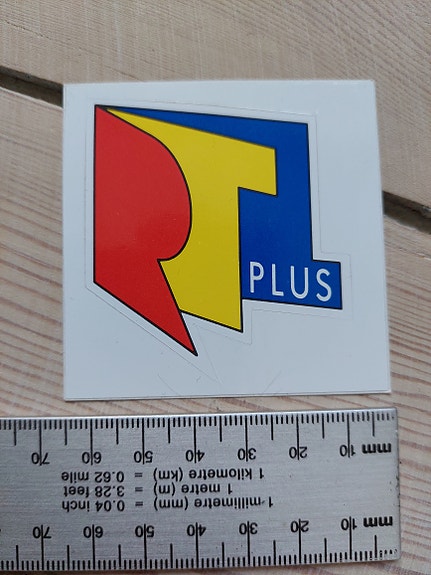 RTL
PLUS
mm 10 20 30 40 50 60 70
1 millimetre (mm) = 0.04 inch
1 metre (m) = 3.28 feet
1 kilometre (km) = 0.62 mile
mm 10 20 30 40 50 60 70